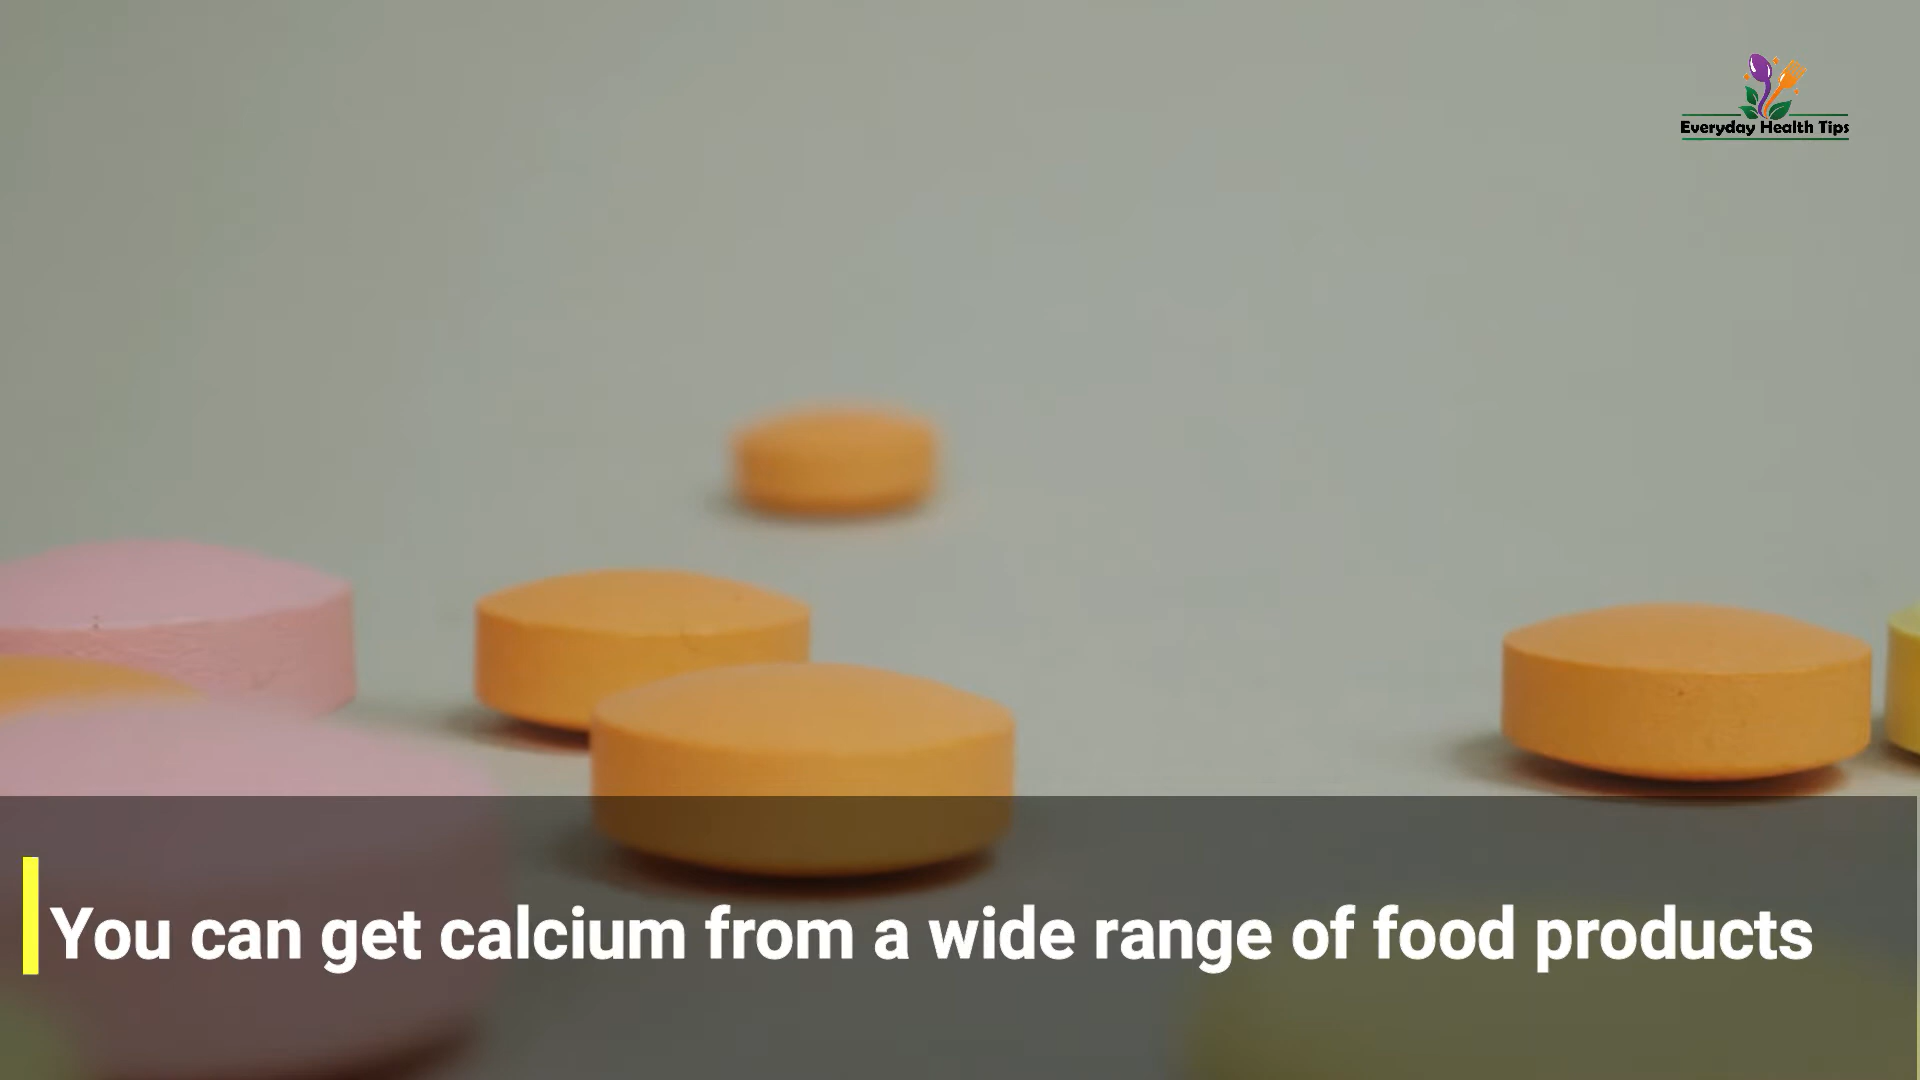 Everyday Health Tips
You can get calcium from a wide range of food products